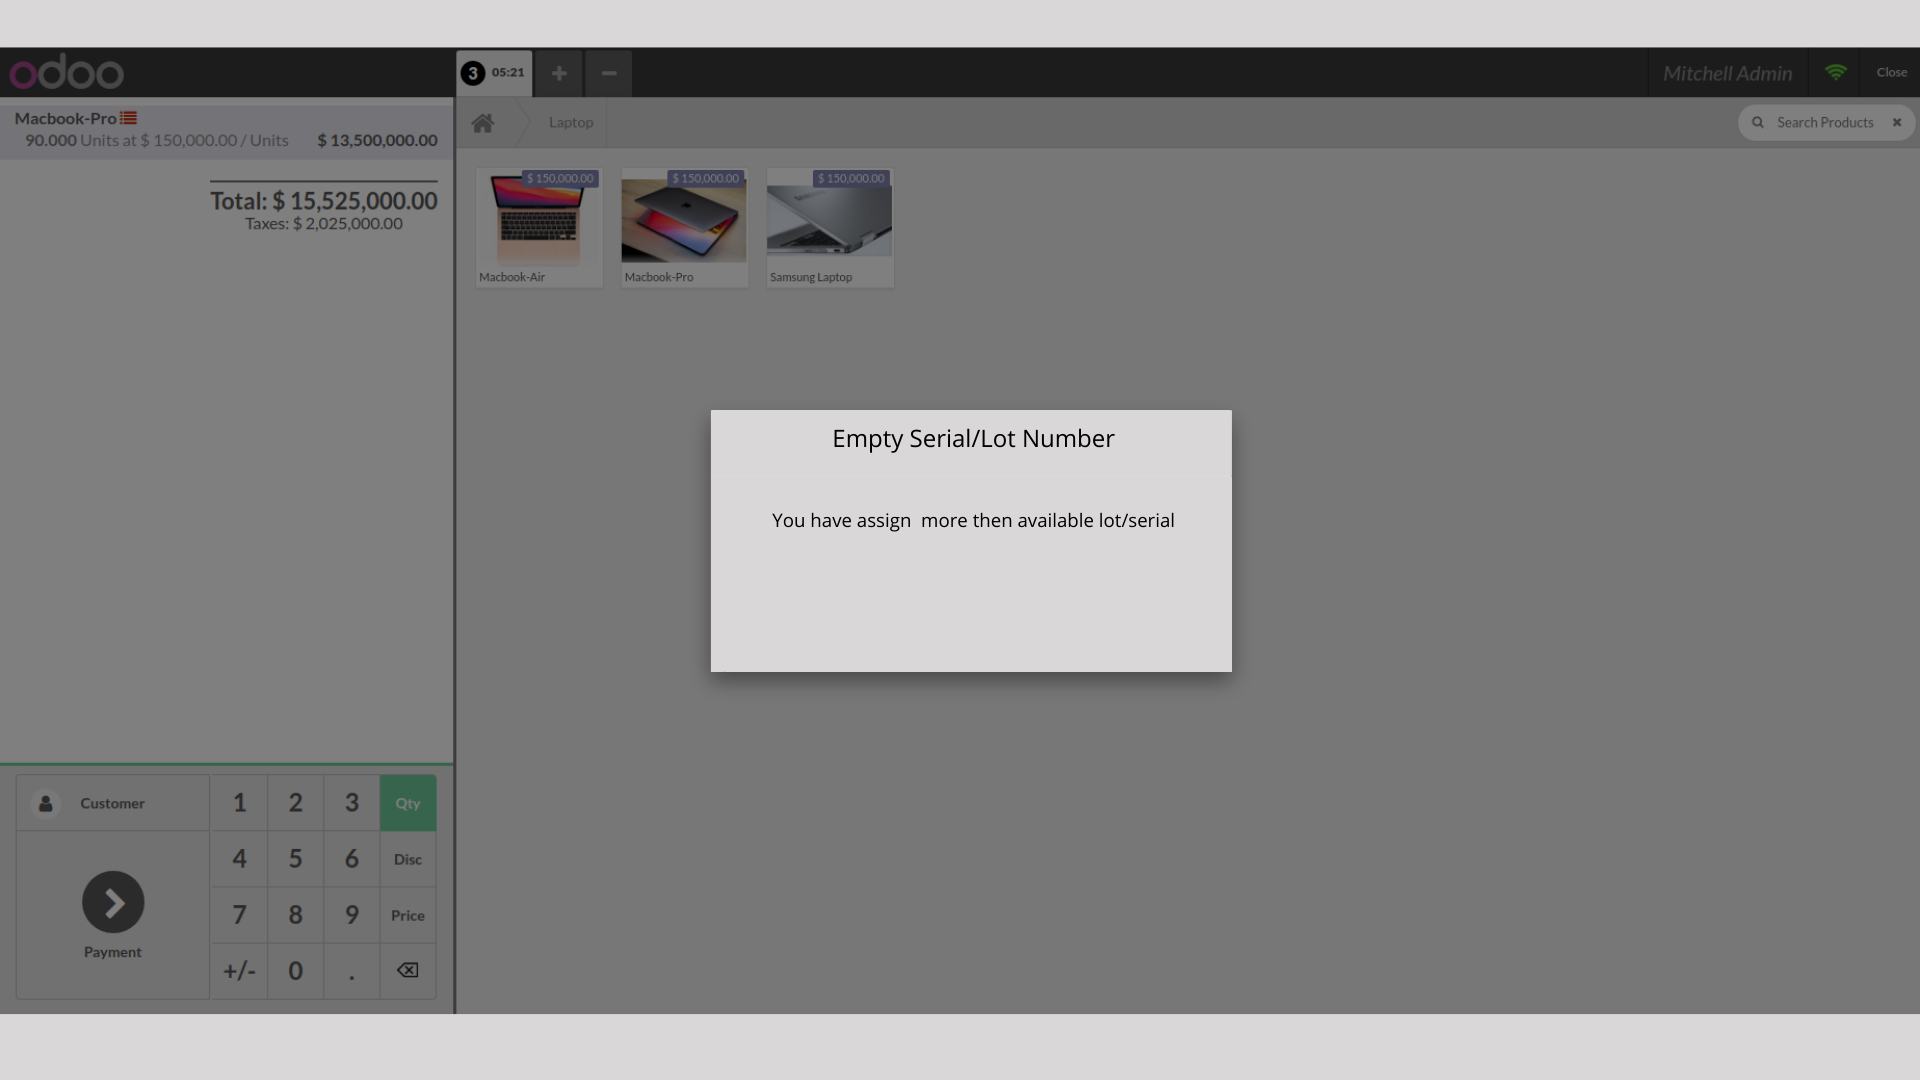 odoo
3 05:21 + −
Mitchell Admin
Close
Macbook-Pro
90.000 Units at $ 150,000.00 / Units $ 13,500,000.00
Total: $ 15,525,000.00
Taxes: $ 2,025,000.00
Laptop
Search Products
$ 150,000.00
Macbook-Air
$ 150,000.00
Macbook-Pro
$ 150,000.00
Samsung Laptop
Empty Serial/Lot Number
You have assign  more then available lot/serial
Customer
Payment
1 2 3 Qty
4 5 6 Disc
7 8 9 Price
+/- 0 .